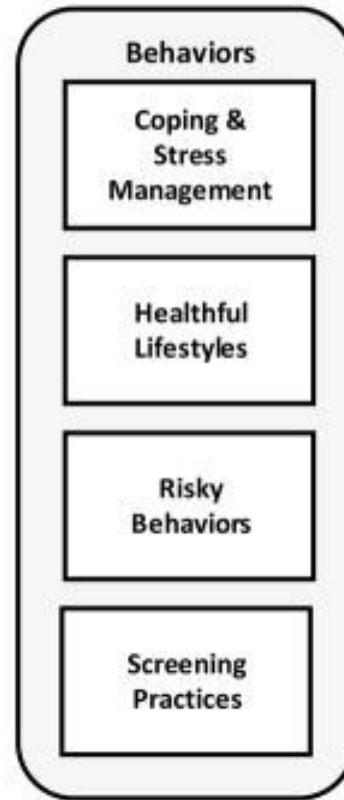 Behaviors
Coping &
Stress
Management
Healthful
Lifestyles
Risky
Behaviors
Screening
Practices